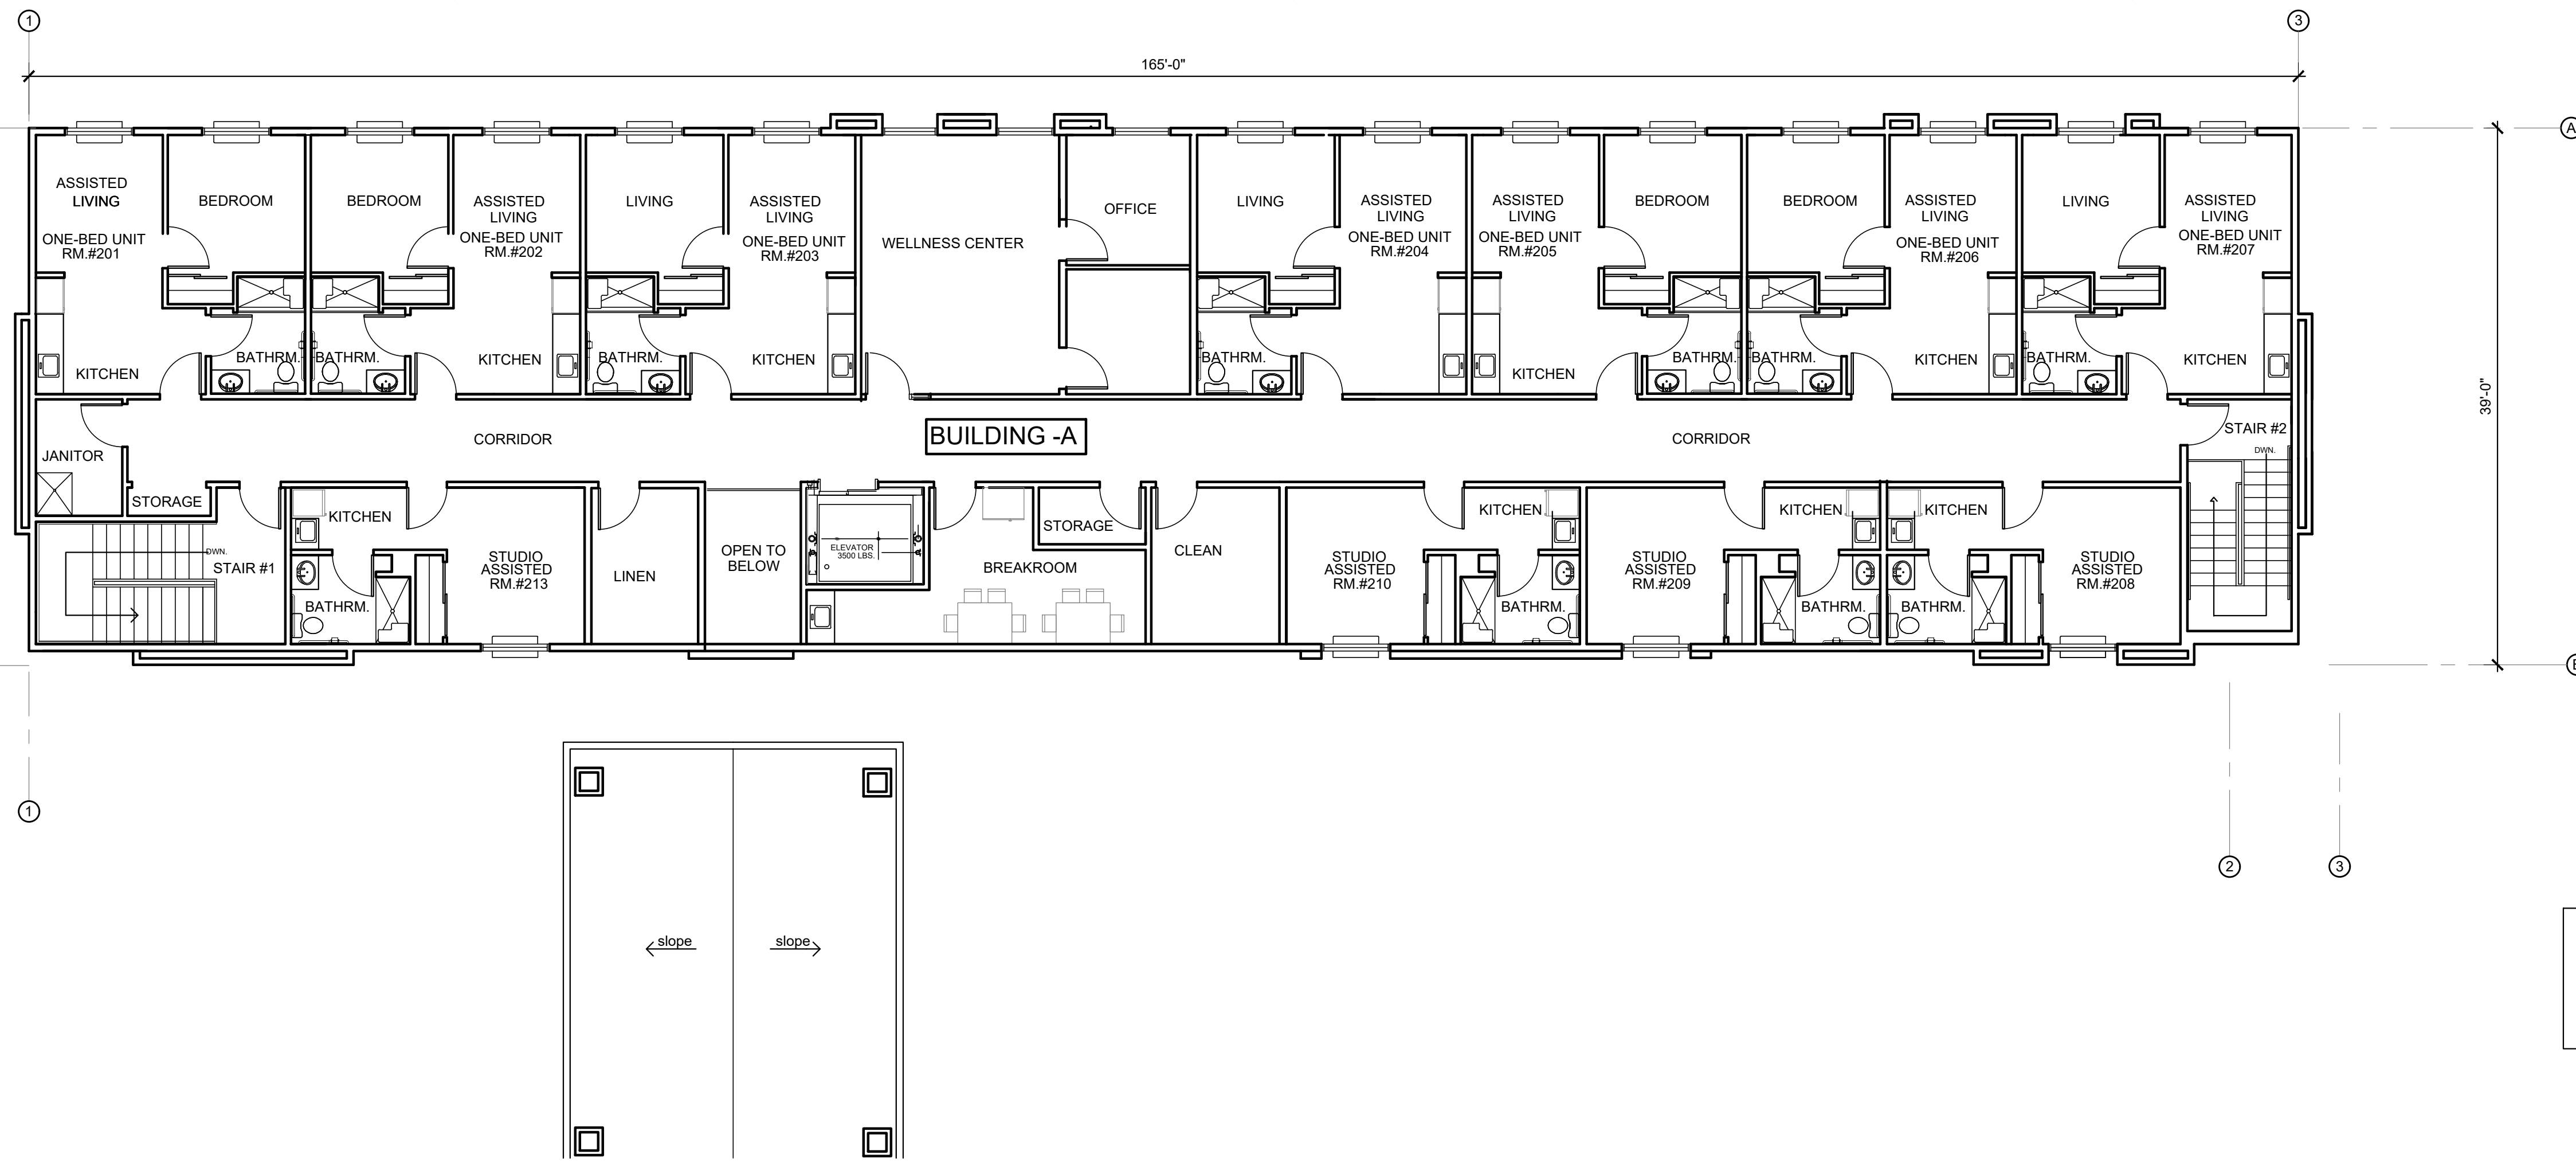 1
3
165'-0"
A
ASSISTED
LIVING
ONE-BED UNIT
RM.#201
BEDROOM
BEDROOM
ASSISTED
LIVING
ONE-BED UNIT
RM.#202
LIVING
ASSISTED
LIVING
ONE-BED UNIT
RM.#203
WELLNESS CENTER
OFFICE
LIVING
ASSISTED
LIVING
ONE-BED UNIT
RM.#204
ASSISTED
LIVING
ONE-BED UNIT
RM.#205
BEDROOM
BEDROOM
ASSISTED
LIVING
ONE-BED UNIT
RM.#206
LIVING
ASSISTED
LIVING
ONE-BED UNIT
RM.#207
KITCHEN
BATHRM.
BATHRM.
KITCHEN
BATHRM.
KITCHEN
BATHRM.
KITCHEN
KITCHEN
BATHRM.
BATHRM.
KITCHEN
BATHRM.
KITCHEN
39'-0"
JANITOR
CORRIDOR
BUILDING -A
CORRIDOR
STAIR #2
DWN.
STORAGE
DWN.
STAIR #1
KITCHEN
BATHRM.
STUDIO
ASSISTED
RM.#213
LINEN
OPEN TO
BELOW
ELEVATOR
3500 LBS.
BREAKROOM
STORAGE
CLEAN
STUDIO
ASSISTED
RM.#210
KITCHEN
BATHRM.
STUDIO
ASSISTED
RM.#209
KITCHEN
BATHRM.
KITCHEN
BATHRM.
STUDIO
ASSISTED
RM.#208
1
2
3
slope
slope